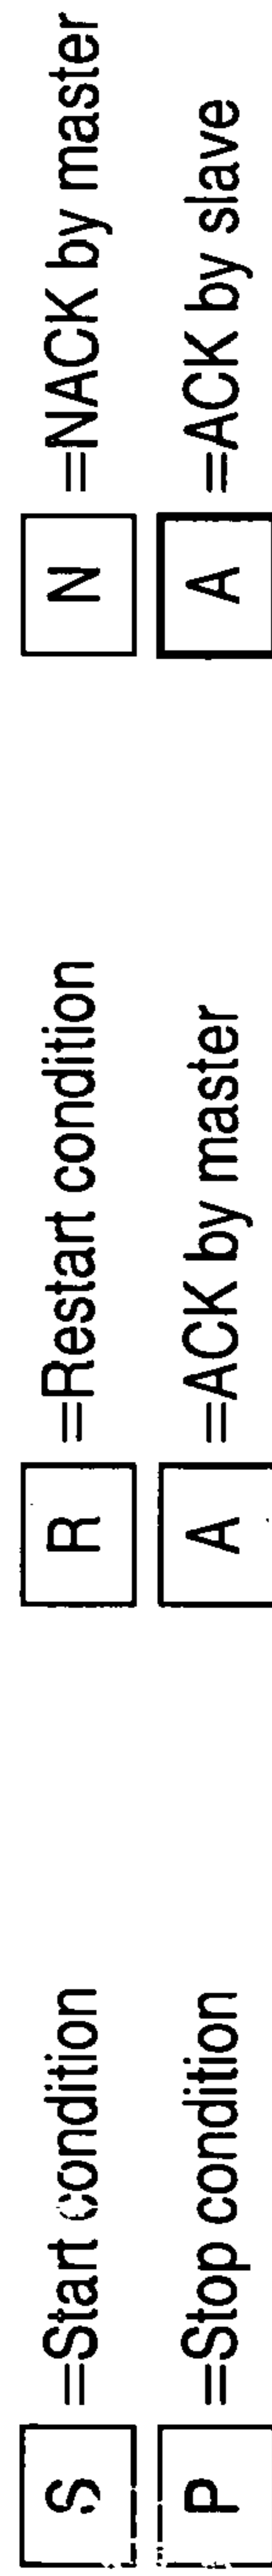 S =Start condition R =Restart condition N =NACK by master
P =Stop condition A =ACK by master A =ACK by slave